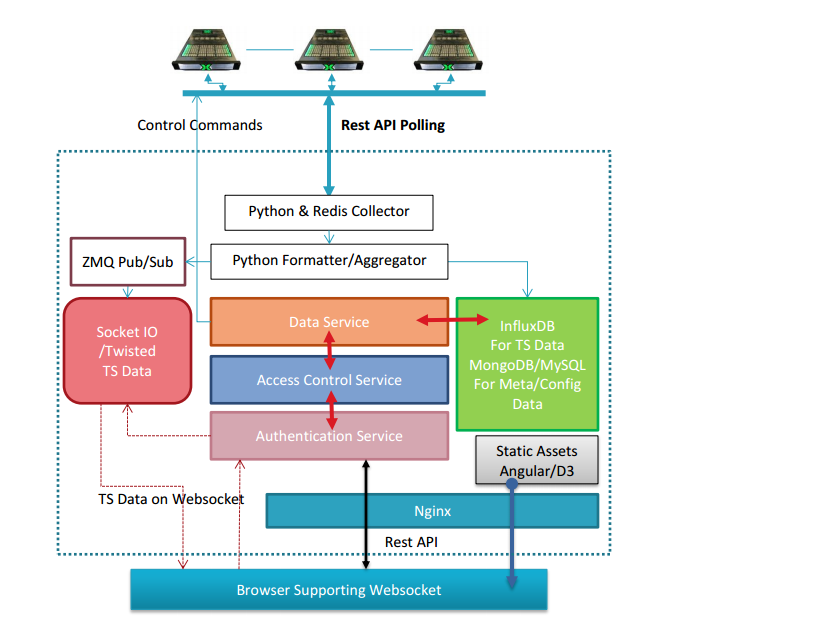 Control Commands
Rest API Polling
Python & Redis Collector
ZMQ Pub/Sub
Python Formatter/Aggregator
Socket IO
/Twisted
TS Data
Data Service
InfluxDB
For TS Data
MongoDB/MySQL
For Meta/Config
Data
Access Control Service
Authentication Service
Static Assets
Angular/D3
TS Data on Websocket
Nginx
Rest API
Browser Supporting Websocket